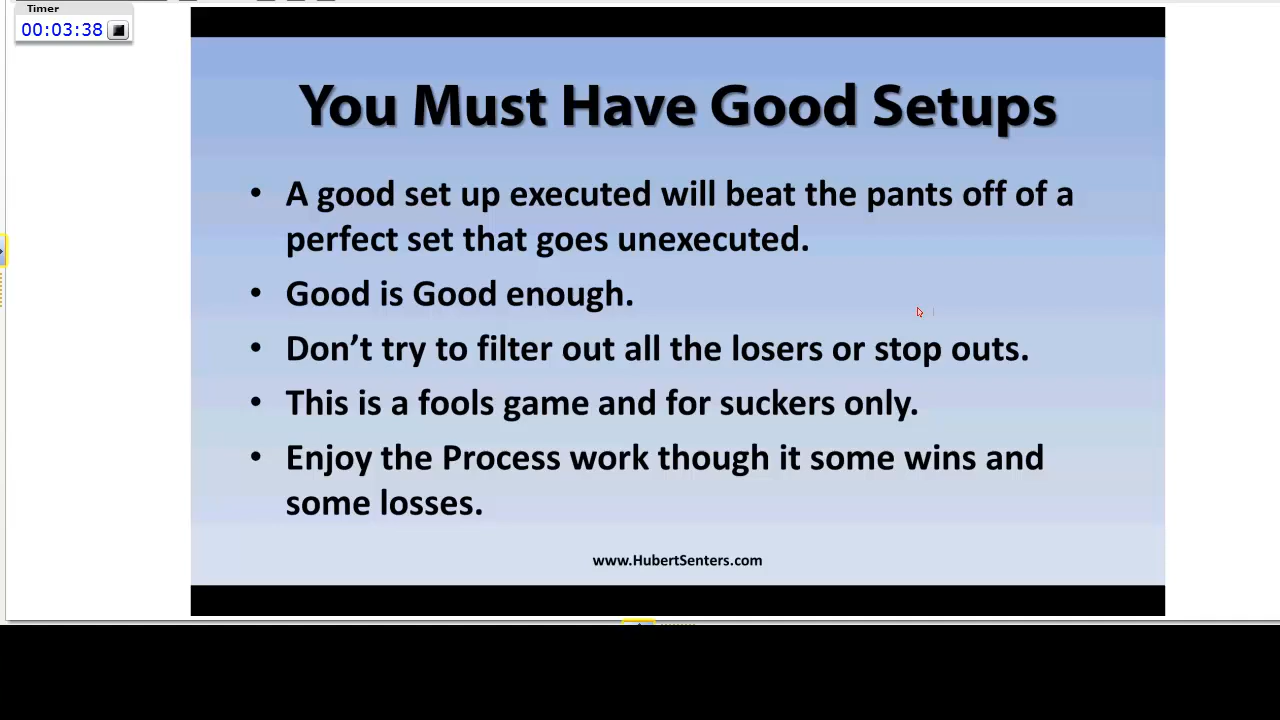 Timer
00:03:38
You Must Have Good Setups
• A good set up executed will beat the pants off of a
perfect set that goes unexecuted.
• Good is Good enough.
• Don’t try to filter out all the losers or stop outs.
• This is a fools game and for suckers only.
• Enjoy the Process work though it some wins and
some losses.
www.HubertSenters.com